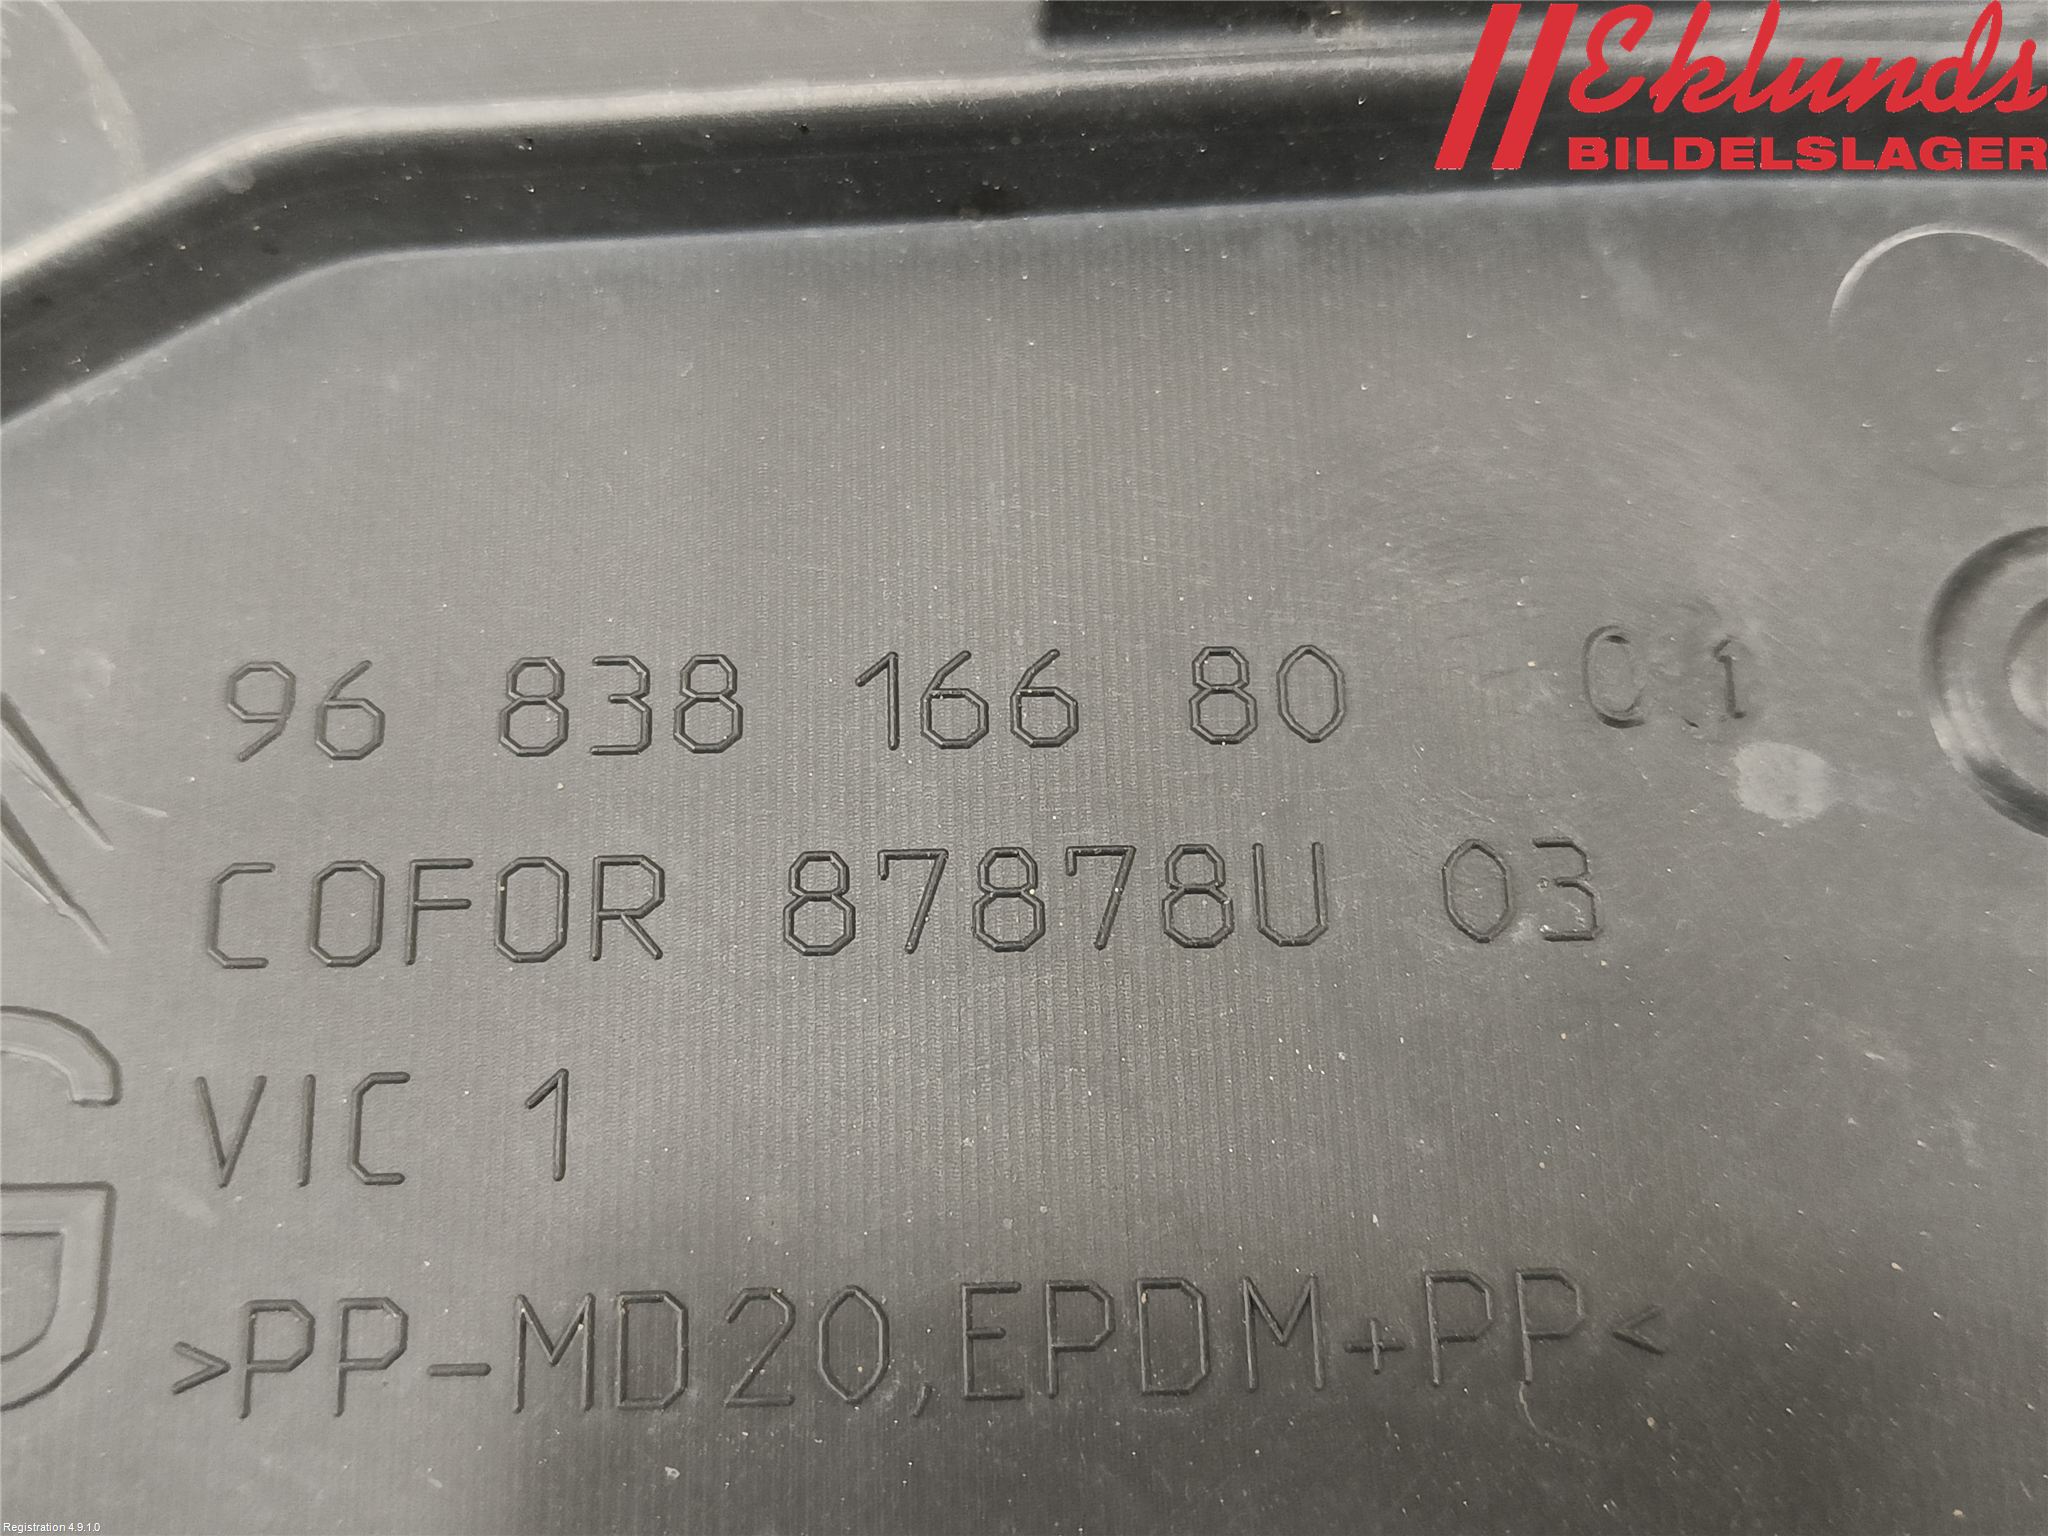 Eklunds
BILDELSLAGER
96 838 166 80 C 1
COFOR 87878U 03
VIC 1
>PP-MD20,EPDM+PP<
Registration 4.9.1.0